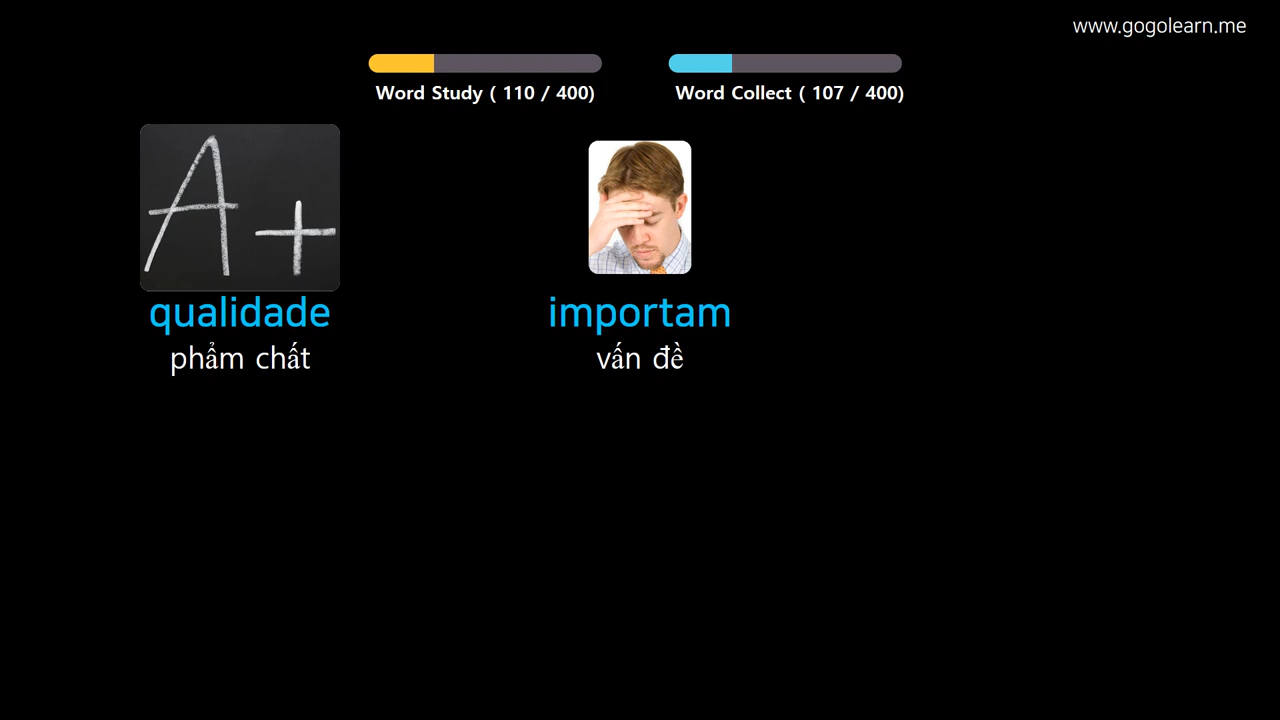 www.gogolearn.me
Word Study ( 110 / 400)
Word Collect ( 107 / 400)
A+
qualidade
importam
phẩm chất
vấn đề